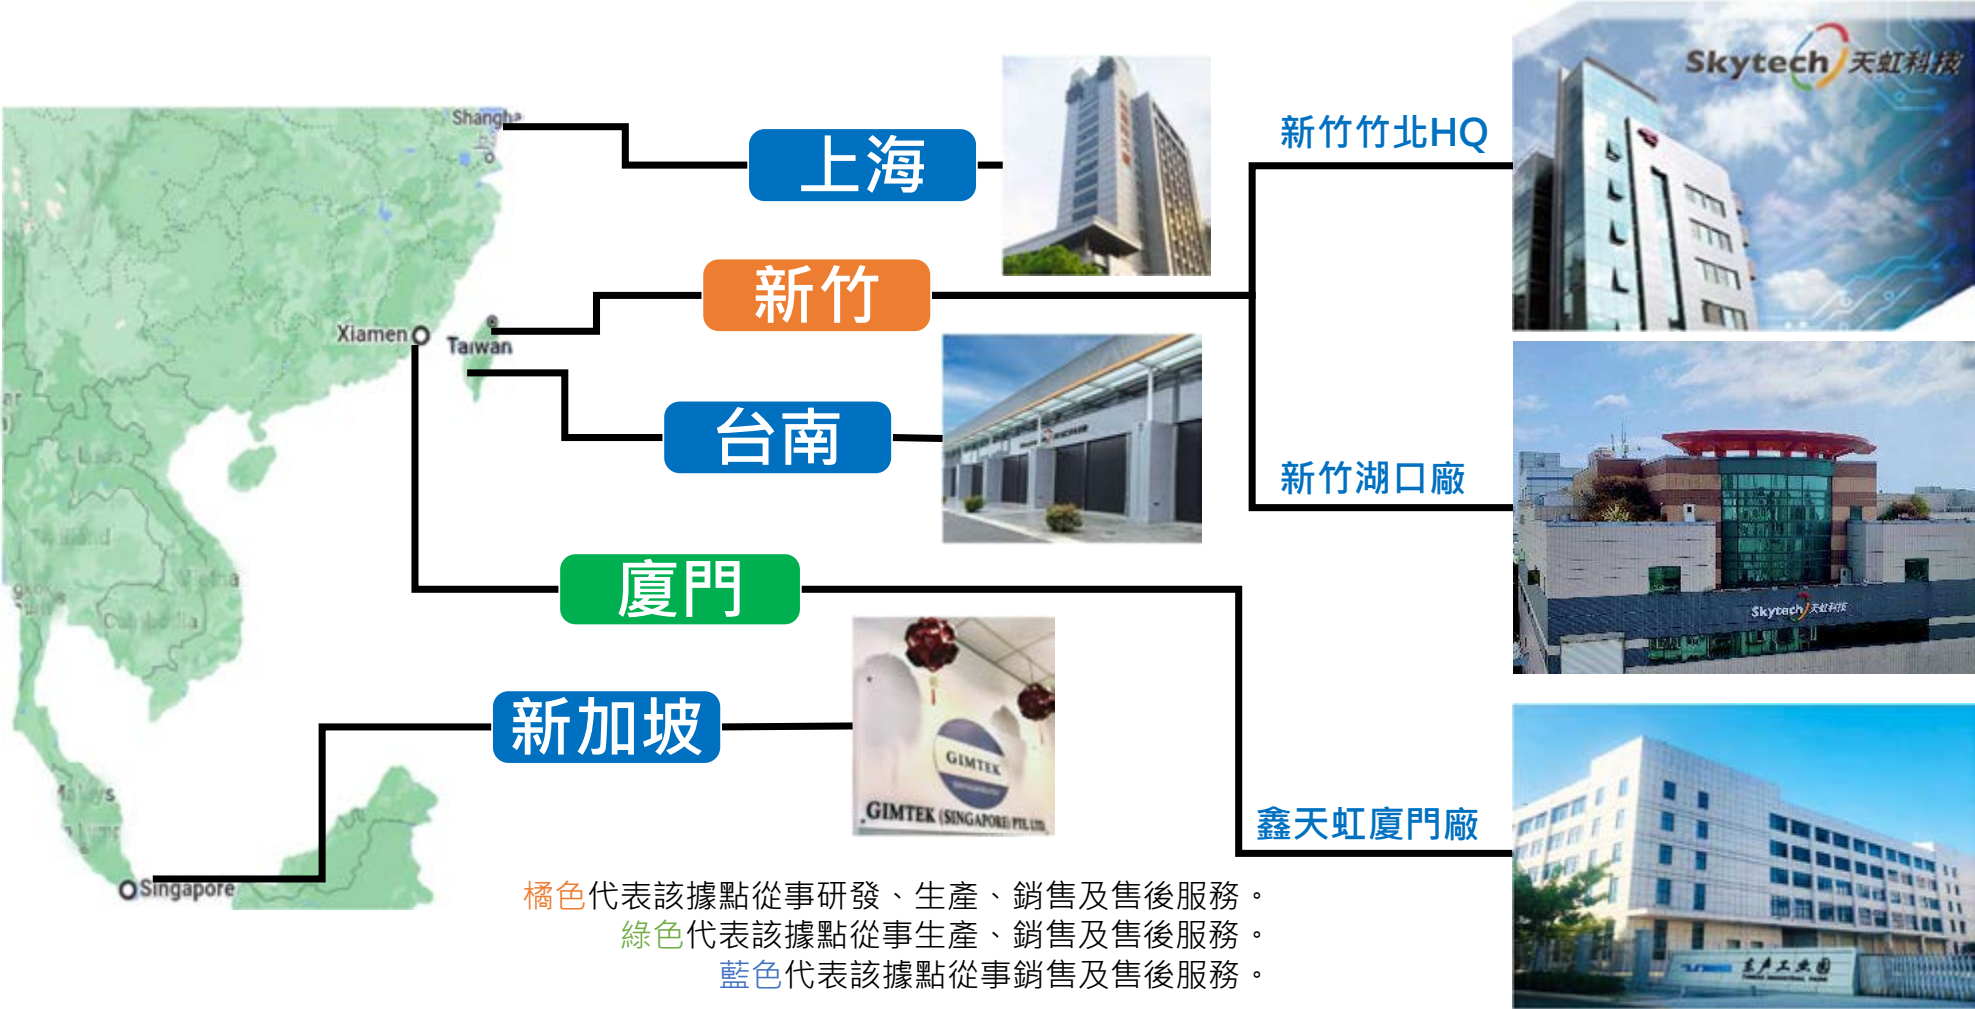 Skytech 天虹科技
新竹竹北HQ
Shangha
上海
新竹
Xiamen
Taiwan
台南
新竹湖口廠
Skytech 天虹科技
廈門
新加坡
GIMTEK
GIMTEK (SINGAPORE) PTE. LTD.
鑫天虹廈門廠
Singapore
橘色代表該據點從事研發、生產、銷售及售後服務。
綠色代表該據點從事生產、銷售及售後服務。
藍色代表該據點從事銷售及售後服務。